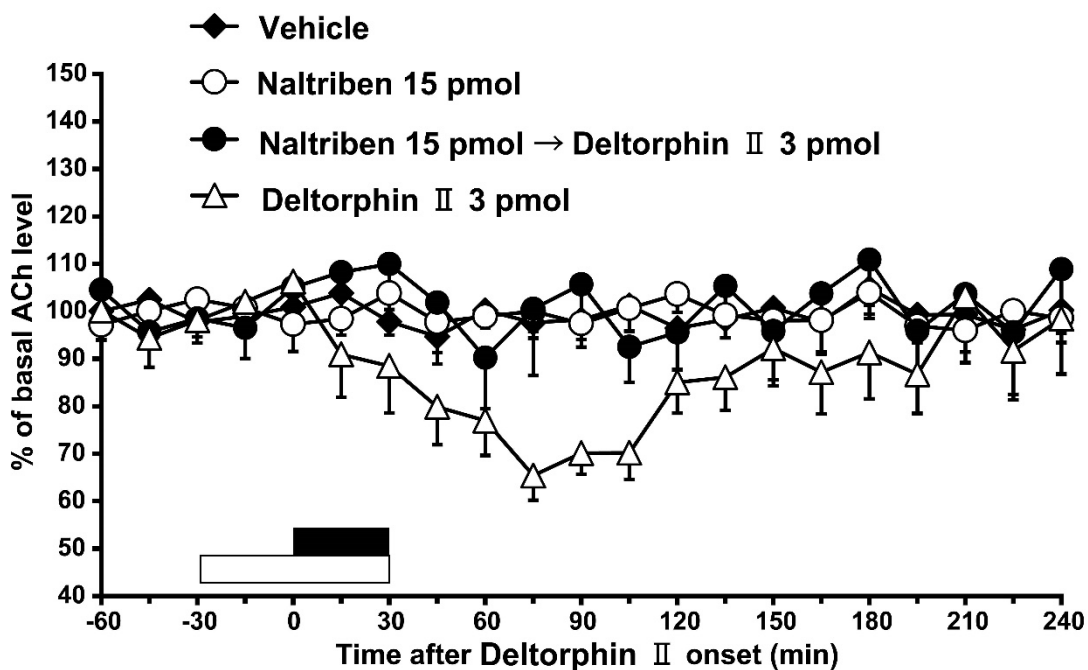 Vehicle
Naltriben 15 pmol
Naltriben 15 pmol → Deltorphin Ⅱ 3 pmol
Deltorphin Ⅱ 3 pmol
% of basal ACh level
150
140
130
120
110
100
90
80
70
60
50
40
-60 -30 0 30 60 90 120 150 180 210 240
Time after Deltorphin Ⅱ onset (min)